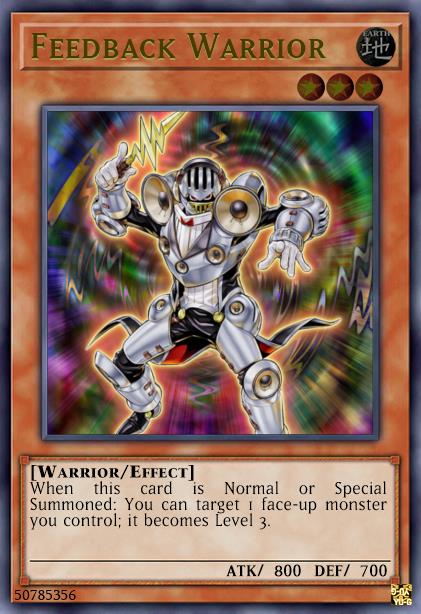 FEEDBACK WARRIOR
EARTH
地
[WARRIOR/EFFECT]
When this card is Normal or Special
Summoned: You can target 1 face-up monster
you control; it becomes Level 3.
ATK/ 800 DEF/ 700
50785356